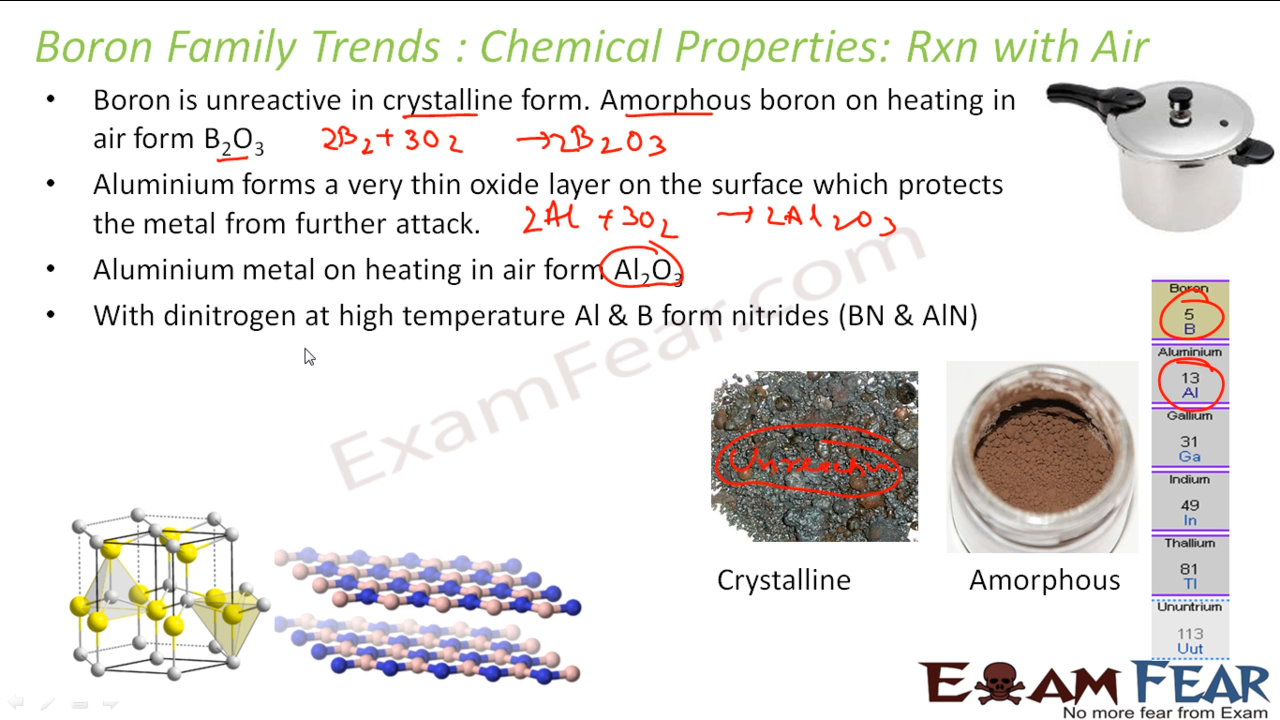 Boron Family Trends : Chemical Properties: Rxn with Air
• Boron is unreactive in crystalline form. Amorphous boron on heating in
air form B₂O₃ 2B₂ + 3O₂ → 2B₂O₃
• Aluminium forms a very thin oxide layer on the surface which protects
the metal from further attack. 2Al + 3O₂ → 2Al₂O₃
• Aluminium metal on heating in air form Al₂O₃
• With dinitrogen at high temperature Al & B form nitrides (BN & AlN)
ExamFear.com
Boron
5
B
Aluminium
13
Al
Gallium
31
Ga
Indium
49
In
Thallium
81
Tl
Ununtrium
113
Uut
Unreactive
Crystalline
Amorphous
EXAM FEAR
No more fear from Exam